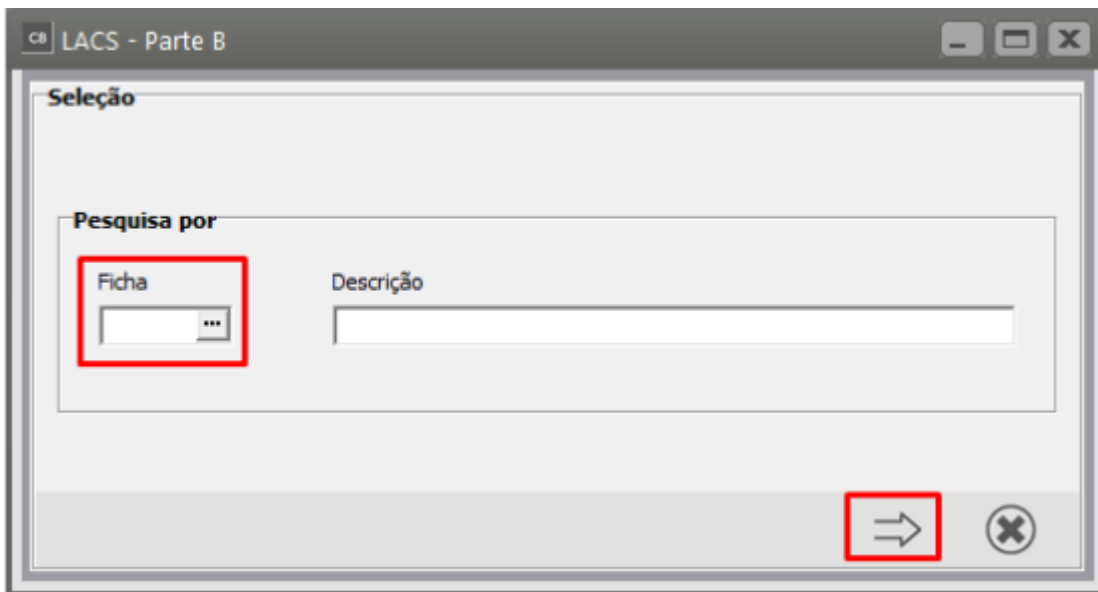 CB LACS - Parte B
Seleção
Pesquisa por
Ficha Descrição
...